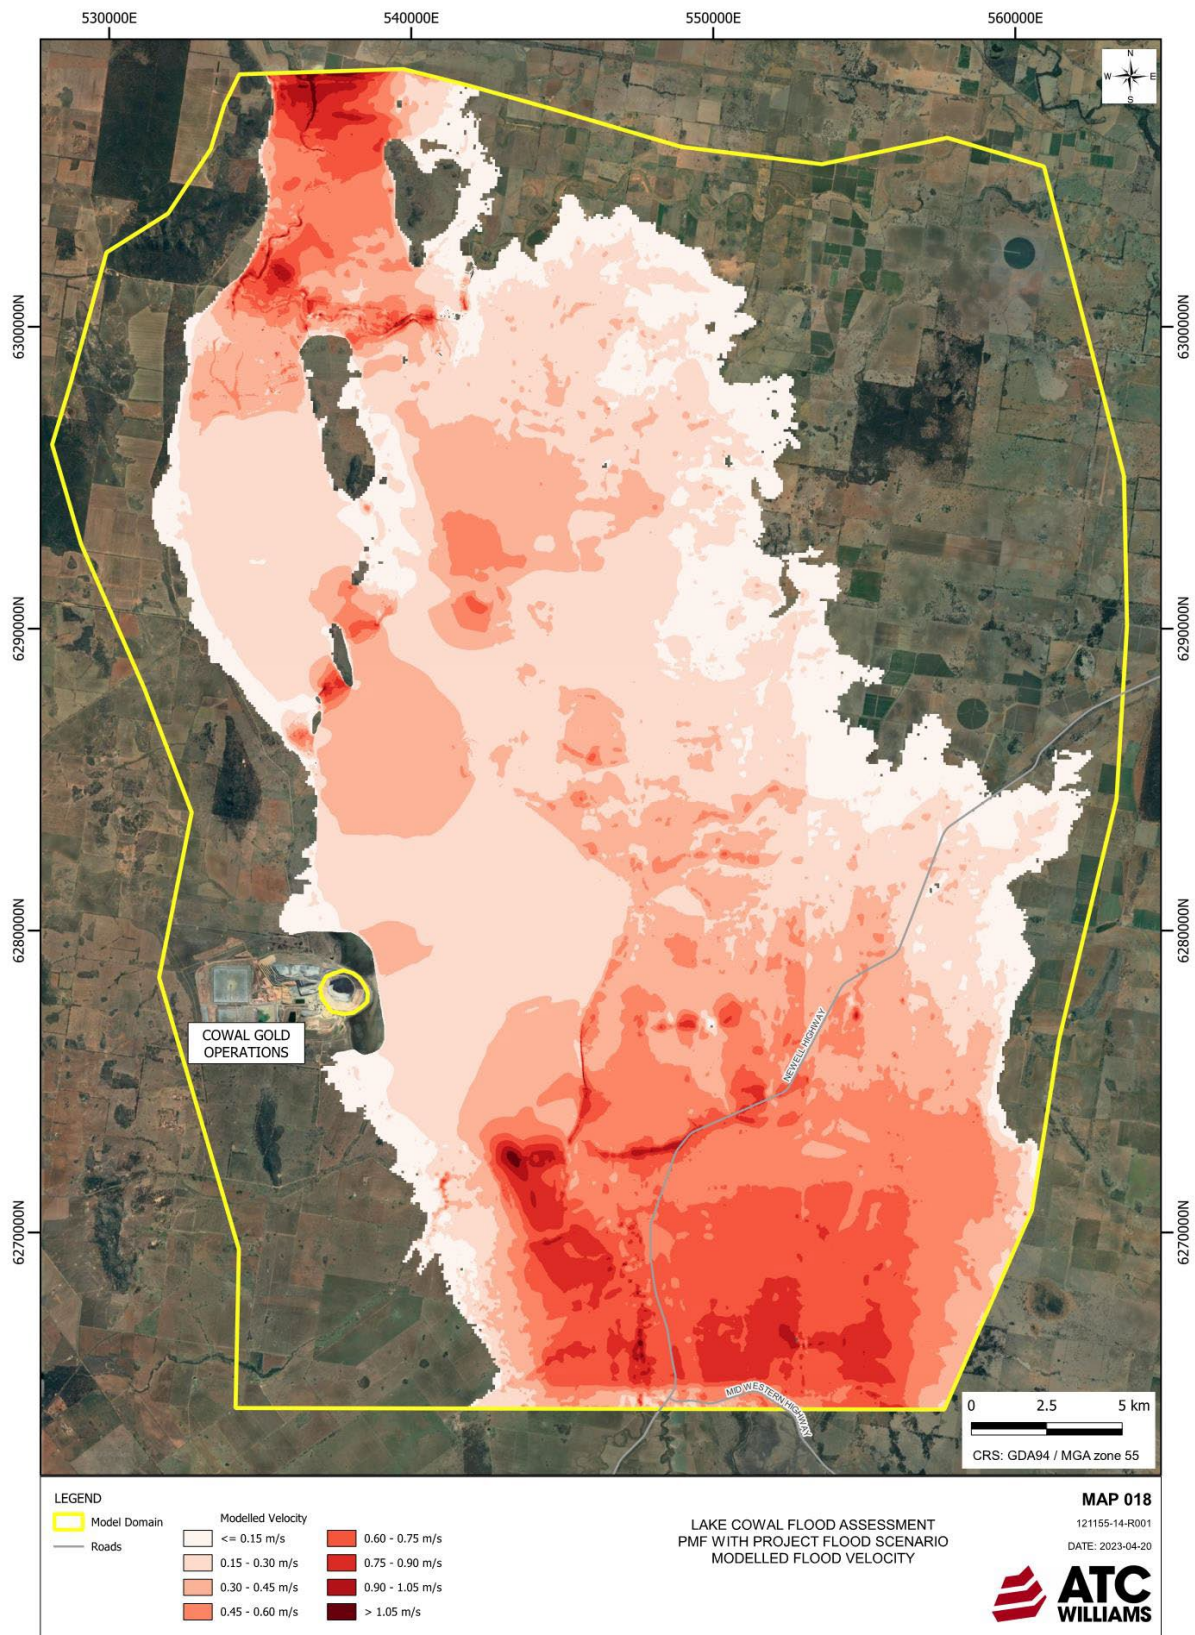 530000E
540000E
550000E
560000E
N
W
E
S
6300000N
6300000N
6290000N
6290000N
6280000N
6280000N
6270000N
6270000N
COWAL GOLD
OPERATIONS
NEWELL HIGHWAY
MID WESTERN HIGHWAY
0 2.5 5 km
CRS: GDA94 / MGA zone 55
LEGEND
Model Domain
Roads
Modelled Velocity
<= 0.15 m/s
0.15 - 0.30 m/s
0.30 - 0.45 m/s
0.45 - 0.60 m/s
0.60 - 0.75 m/s
0.75 - 0.90 m/s
0.90 - 1.05 m/s
> 1.05 m/s
LAKE COWAL FLOOD ASSESSMENT
PMF WITH PROJECT FLOOD SCENARIO
MODELLED FLOOD VELOCITY
MAP 018
121155-14-R001
DATE: 2023-04-20
ATC
WILLIAMS